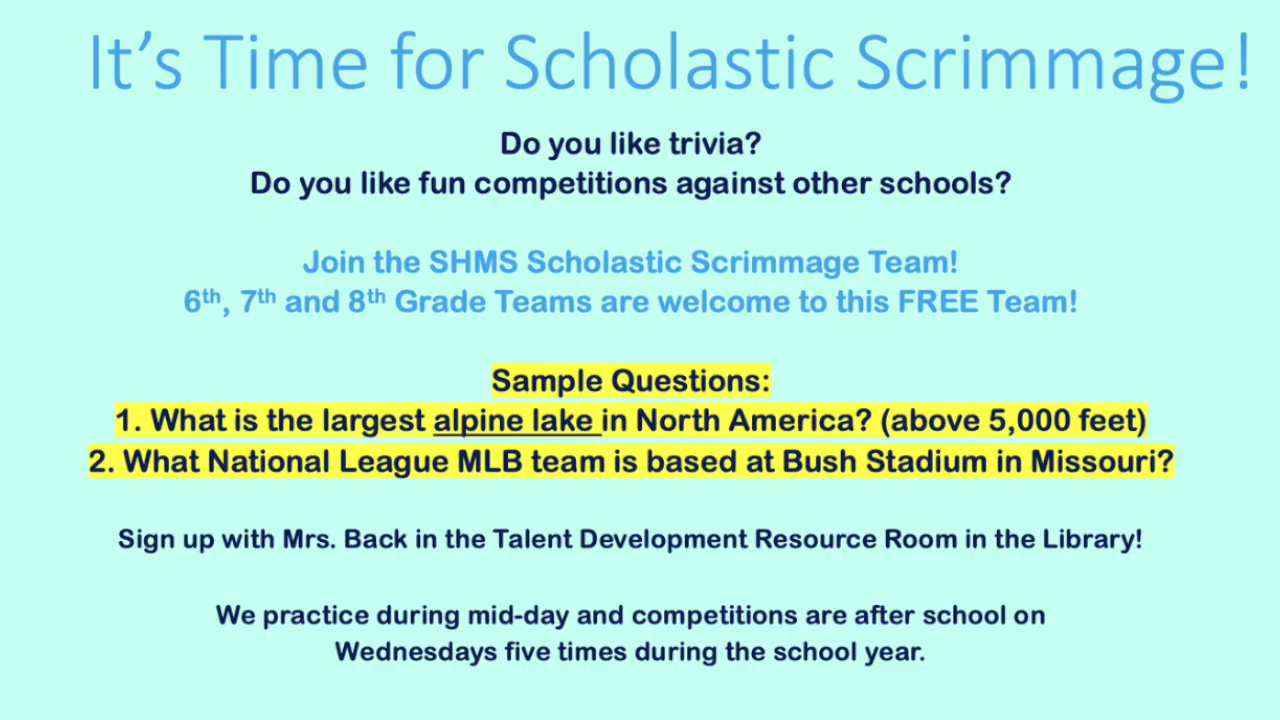 It’s Time for Scholastic Scrimmage!
Do you like trivia?
Do you like fun competitions against other schools?
Join the SHMS Scholastic Scrimmage Team!
6th, 7th and 8th Grade Teams are welcome to this FREE Team!
Sample Questions:
1. What is the largest alpine lake in North America? (above 5,000 feet)
2. What National League MLB team is based at Bush Stadium in Missouri?
Sign up with Mrs. Back in the Talent Development Resource Room in the Library!
We practice during mid-day and competitions are after school on
Wednesdays five times during the school year.